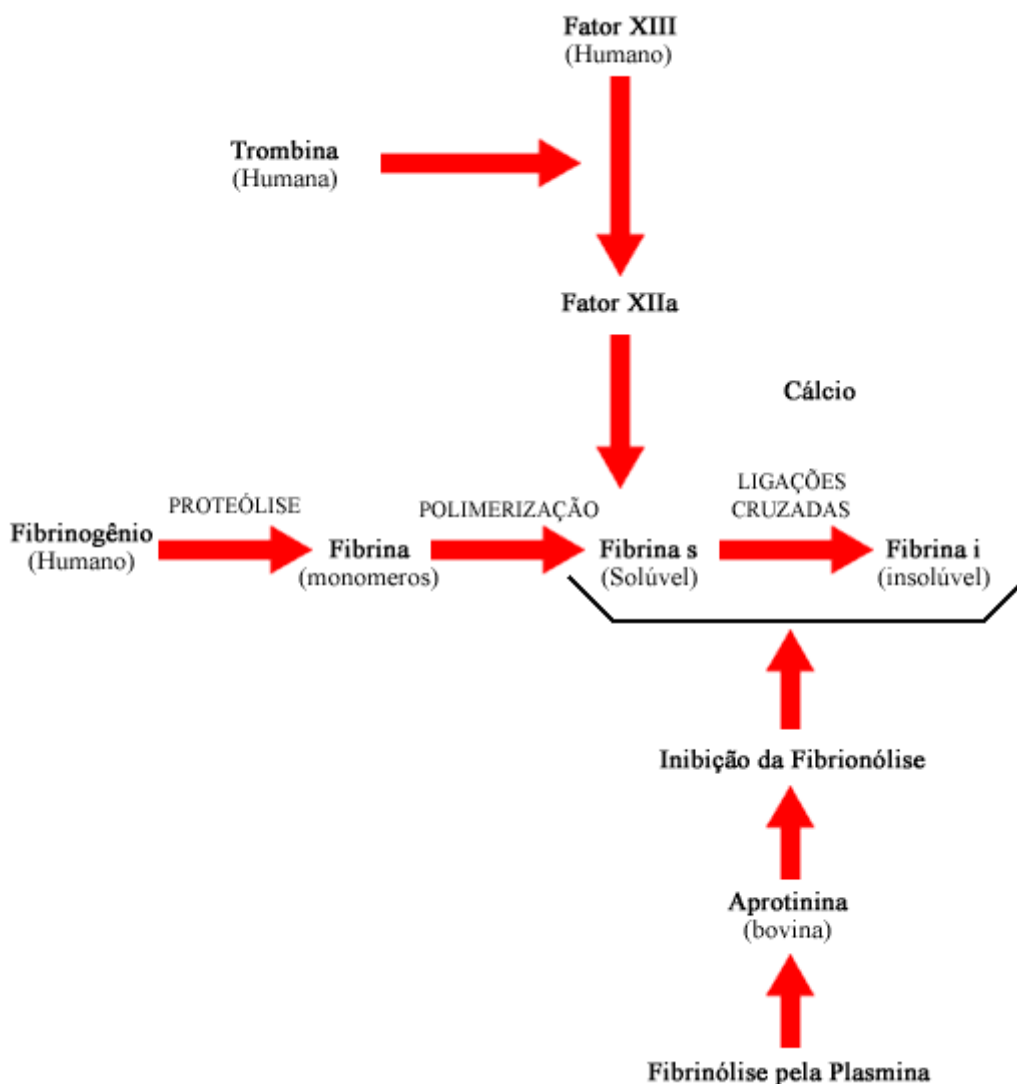 Fator XIII
(Humano)
Trombina
(Humana)
Fator XIIa
Cálcio
PROTEÓLISE
POLIMERIZAÇÃO
LIGAÇÕES
CRUZADAS
Fibrinogênio
(Humano)
Fibrina
(monomeros)
Fibrina s
(Solúvel)
Fibrina i
(insolúvel)
Inibição da Fibrionólise
Aprotinina
(bovina)
Fibrinólise pela Plasmina